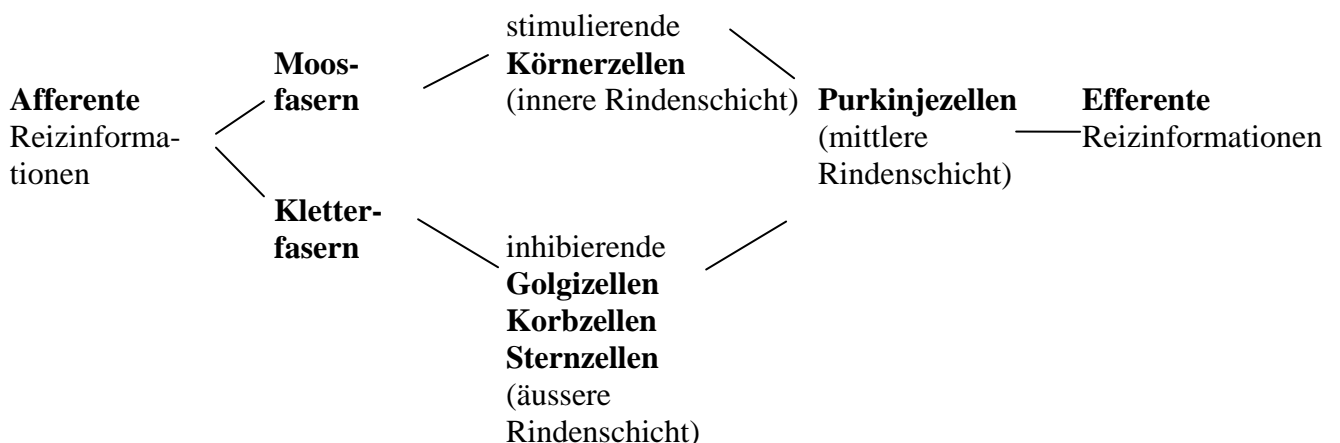 Afferente
Reizinforma-
tionen
Moos-
fasern
Kletter-
fasern
stimulierende
Körnerzellen
(innere Rindenschicht)
inhibierende
Golgizellen
Korbzellen
Sternzellen
(äussere
Rindenschicht)
Purkinjezellen
(mittlere
Rindenschicht)
Efferente
Reizinformationen